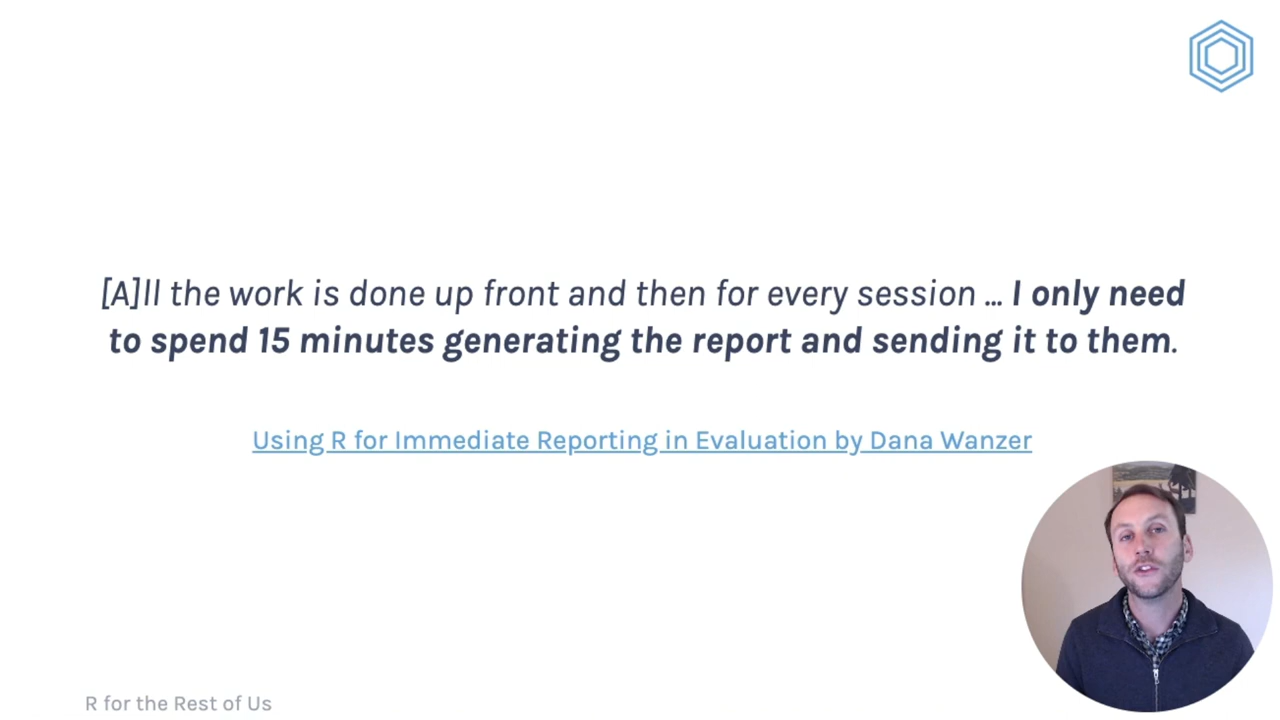 [A]ll the work is done up front and then for every session ... I only need
to spend 15 minutes generating the report and sending it to them.
Using R for Immediate Reporting in Evaluation by Dana Wanzer
R for the Rest of Us